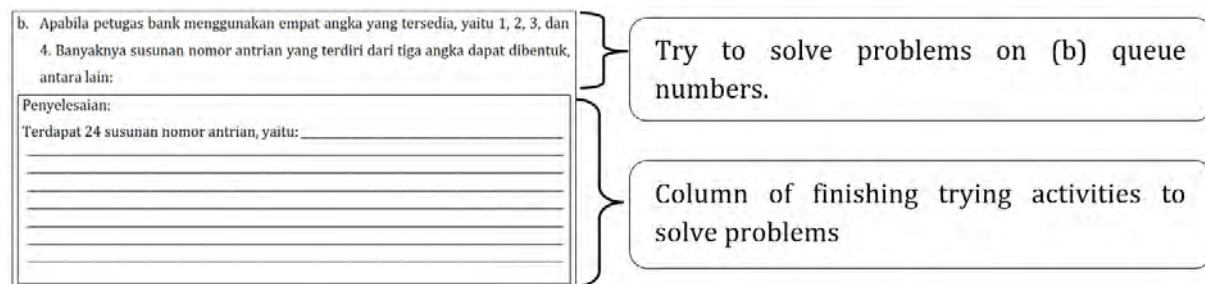 b. Apabila petugas bank menggunakan empat angka yang tersedia, yaitu 1, 2, 3, dan
4. Banyaknya susunan nomor antrian yang terdiri dari tiga angka dapat dibentuk,
antara lain:
Penyelesaian:
Terdapat 24 susunan nomor antrian, yaitu:
Try to solve problems on (b) queue
numbers.
Column of finishing trying activities to
solve problems